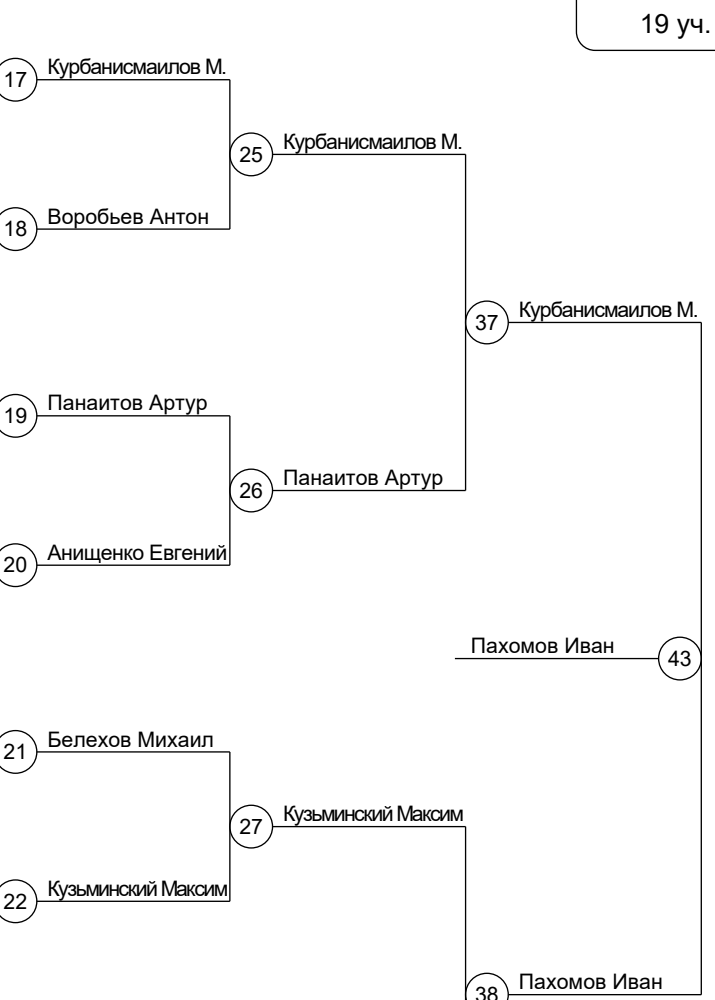 19 уч.
17 Курбанисмаилов М.
25 Курбанисмаилов М.
18 Воробьев Антон
37 Курбанисмаилов М.
19 Панаитов Артур
26 Панаитов Артур
20 Анищенко Евгений
Пахомов Иван 43
21 Белехов Михаил
27 Кузьминский Максим
22 Кузьминский Максим
38 Пахомов Иван